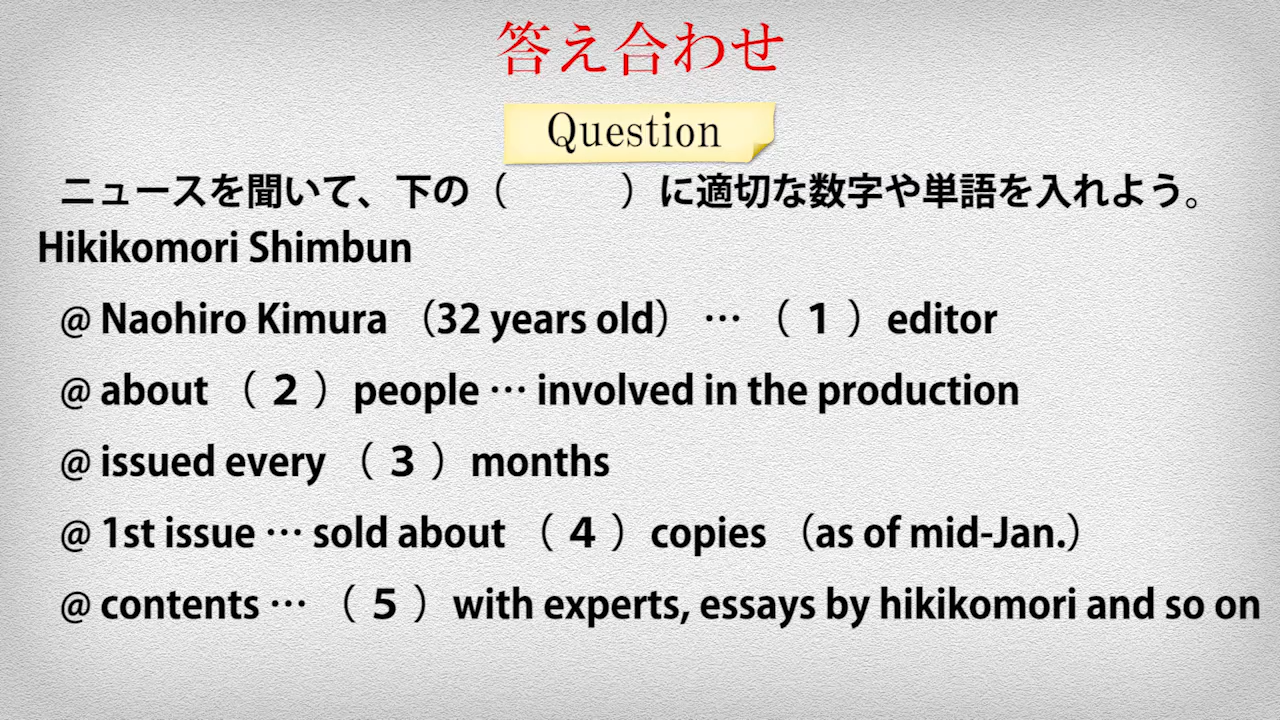 答え合わせ
Question
ニュースを聞いて、下の（　　　）に適切な数字や単語を入れよう。
Hikikomori Shimbun
@ Naohiro Kimura （32 years old） … （ 1 ） editor
@ about （ 2 ） people … involved in the production
@ issued every （ 3 ） months
@ 1st issue … sold about （ 4 ） copies （as of mid-Jan.）
@ contents … （ 5 ） with experts, essays by hikikomori and so on